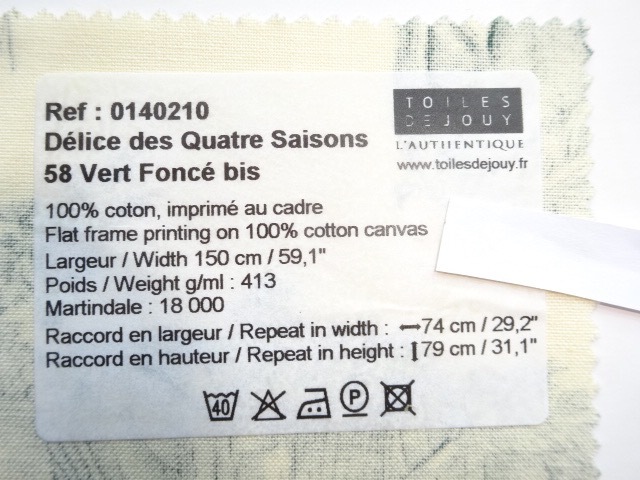 Ref : 0140210
Délice des Quatre Saisons
58 Vert Foncé bis
TOILES
DE JOUY
L'AUTHENTIQUE
www.toilesdejouy.fr
100% coton, imprimé au cadre
Flat frame printing on 100% cotton canvas
Largeur / Width 150 cm / 59,1"
Poids / Weight g/ml : 413
Martindale : 18 000
Raccord en largeur / Repeat in width : ↔74 cm / 29,2"
Raccord en hauteur / Repeat in height : ↕79 cm / 31,1"
40
P